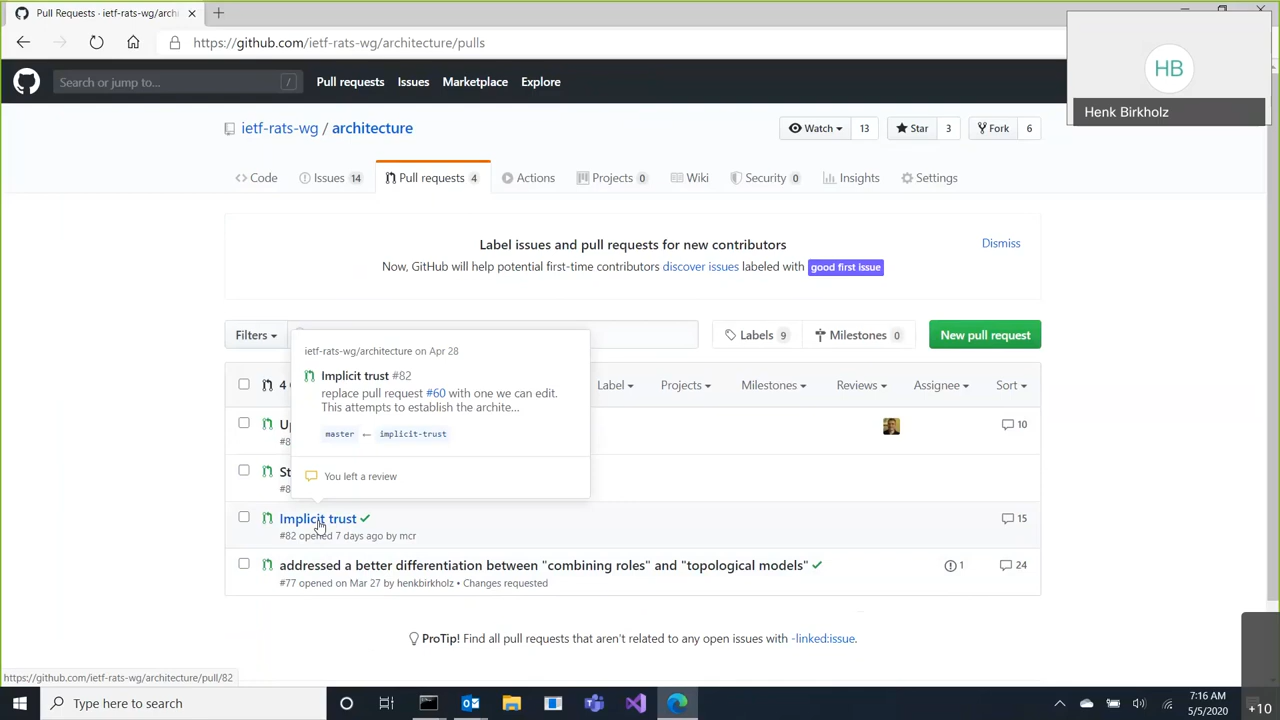 Pull Requests · ietf-rats-wg/archi
https://github.com/ietf-rats-wg/architecture/pulls
HB
Henk Birkholz
Search or jump to...
/
Pull requests
Issues
Marketplace
Explore
ietf-rats-wg / architecture
Watch 13
Star 3
Fork 6
Code
Issues 14
Pull requests 4
Actions
Projects 0
Wiki
Security 0
Insights
Settings
Label issues and pull requests for new contributors
Dismiss
Now, GitHub will help potential first-time contributors discover issues labeled with good first issue
Filters
Labels 9
Milestones 0
New pull request
ietf-rats-wg/architecture on Apr 28
Implicit trust #82
replace pull request #60 with one we can edit.
This attempts to establish the archite...
master ← implicit-trust
You left a review
4
Label
Projects
Milestones
Reviews
Assignee
Sort
10
St
#8
Implicit trust
15
#82 opened 7 days ago by mcr
addressed a better differentiation between "combining roles" and "topological models"
1
24
#77 opened on Mar 27 by henkbirkholz • Changes requested
ProTip! Find all pull requests that aren't related to any open issues with -linked:issue.
https://github.com/ietf-rats-wg/architecture/pull/82
Type here to search
7:16 AM
5/5/2020
+10